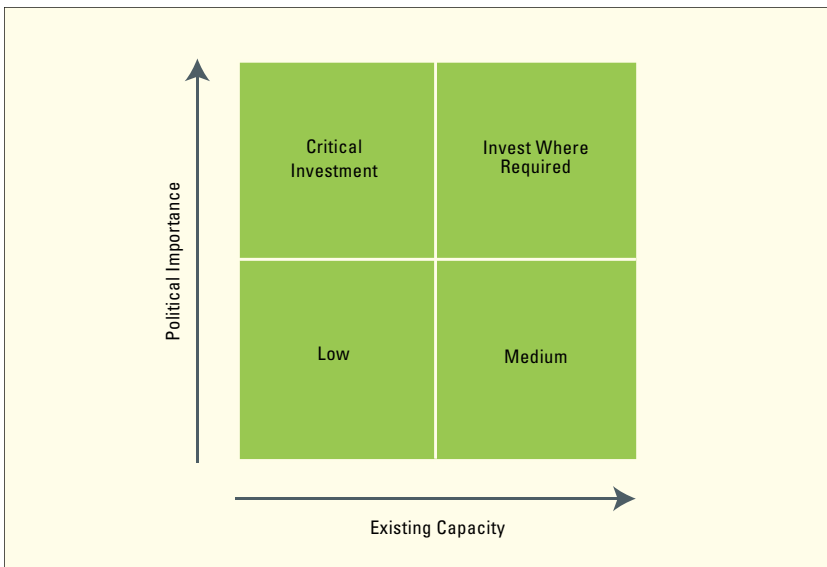 Political Importance
Critical
Investment
Invest Where
Required
Low
Medium
Existing Capacity